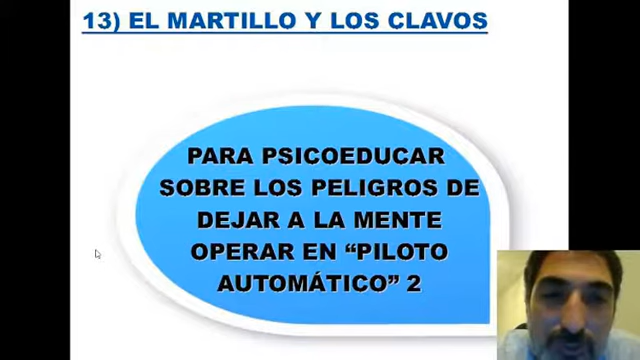 13) EL MARTILLO Y LOS CLAVOS
PARA PSICOEDUCAR
SOBRE LOS PELIGROS DE
DEJAR A LA MENTE
OPERAR EN “PILOTO
AUTOMÁTICO” 2